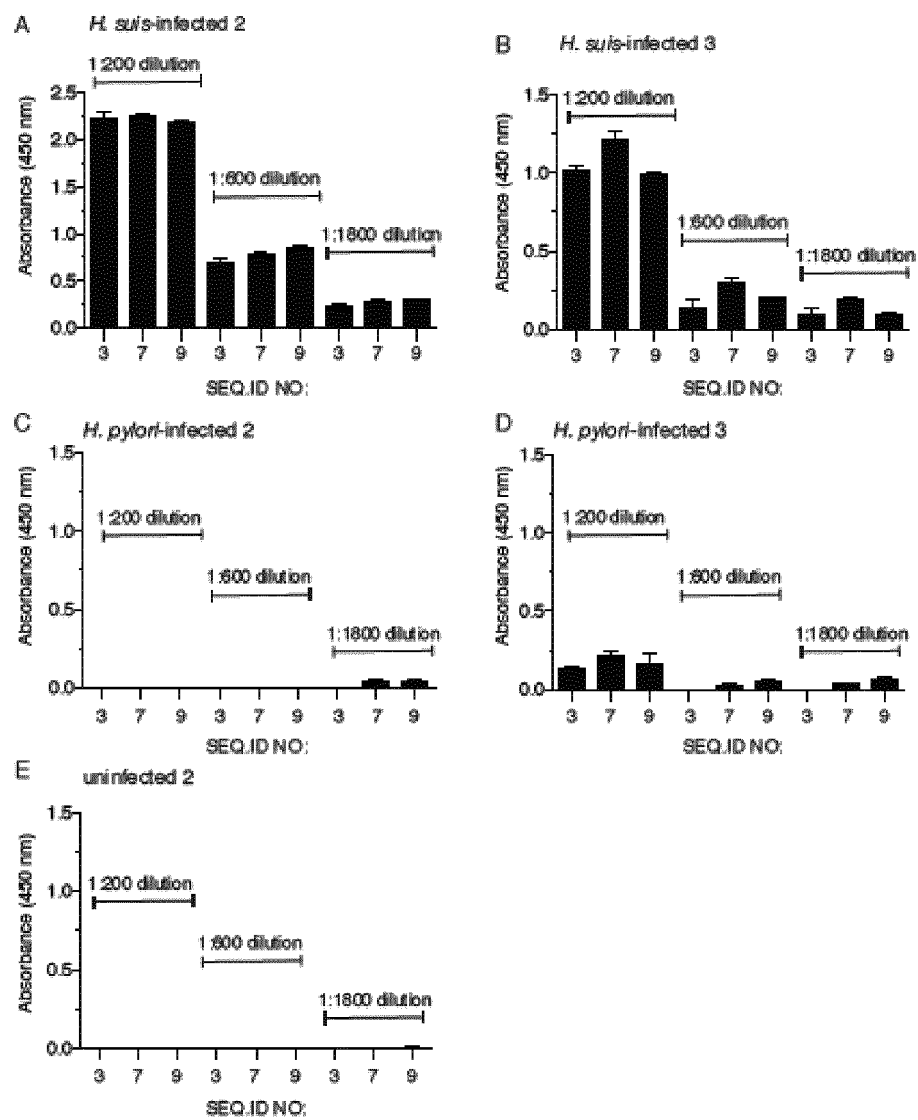 A
H. suis-infected 2
1:200 dilution
1:600 dilution
1:1800 dilution
Absorbance (450 nm)
2.5
2.0
1.5
1.0
0.5
0.0
3 7 9 3 7 9 3 7 9
SEQ.ID NO:
B
H. suis-infected 3
1:200 dilution
1:600 dilution
1:1800 dilution
Absorbance (450 nm)
1.5
1.0
0.5
0.0
3 7 9 3 7 9 3 7 9
SEQ.ID NO:
C
H. pylori-infected 2
1:200 dilution
1:600 dilution
1:1800 dilution
Absorbance (450 nm)
1.5
1.0
0.5
0.0
3 7 9 3 7 9 3 7 9
SEQ.ID NO:
D
H. pylori-infected 3
1:200 dilution
1:600 dilution
1:1800 dilution
Absorbance (450 nm)
1.5
1.0
0.5
0.0
3 7 9 3 7 9 3 7 9
SEQ.ID NO:
E
uninfected 2
1:200 dilution
1:600 dilution
1:1800 dilution
Absorbance (450 nm)
1.5
1.0
0.5
0.0
3 7 9 3 7 9 3 7 9
SEQ.ID NO: